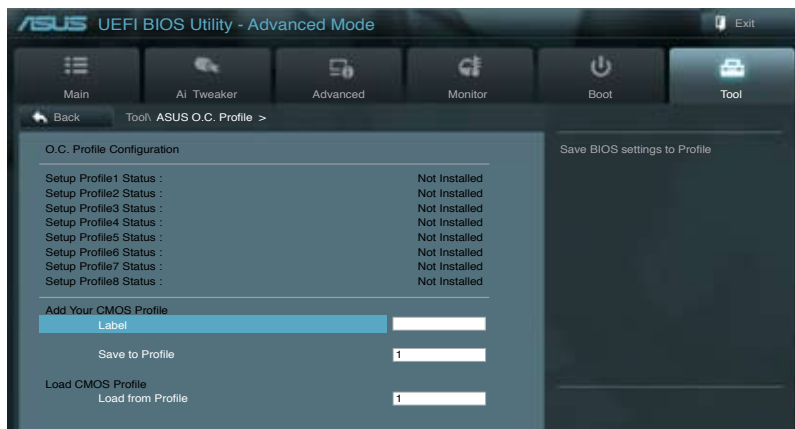 ASUS UEFI BIOS Utility - Advanced Mode
Exit
Main
Ai Tweaker
Advanced
Monitor
Boot
Tool
Back
Tool\ ASUS O.C. Profile >
O.C. Profile Configuration
Save BIOS settings to Profile
Setup Profile1 Status : Not Installed
Setup Profile2 Status : Not Installed
Setup Profile3 Status : Not Installed
Setup Profile4 Status : Not Installed
Setup Profile5 Status : Not Installed
Setup Profile6 Status : Not Installed
Setup Profile7 Status : Not Installed
Setup Profile8 Status : Not Installed
Add Your CMOS Profile
Label
Save to Profile 1
Load CMOS Profile
Load from Profile 1